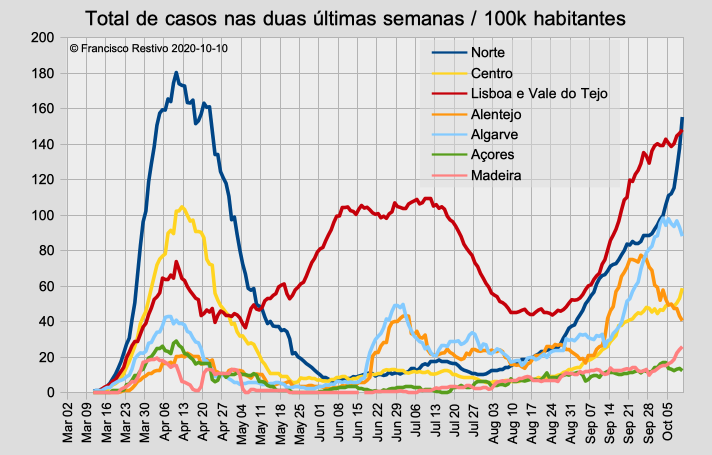 Total de casos nas duas últimas semanas / 100k habitantes
© Francisco Restivo 2020-10-10
Norte
Centro
Lisboa e Vale do Tejo
Alentejo
Algarve
Açores
Madeira
200
180
160
140
120
100
80
60
40
20
0
Mar 02
Mar 09
Mar 16
Mar 23
Mar 30
Apr 06
Apr 13
Apr 20
Apr 27
May 04
May 11
May 18
May 25
Jun 01
Jun 08
Jun 15
Jun 22
Jun 29
Jul 06
Jul 13
Jul 20
Jul 27
Aug 03
Aug 10
Aug 17
Aug 24
Aug 31
Sep 07
Sep 14
Sep 21
Sep 28
Oct 05